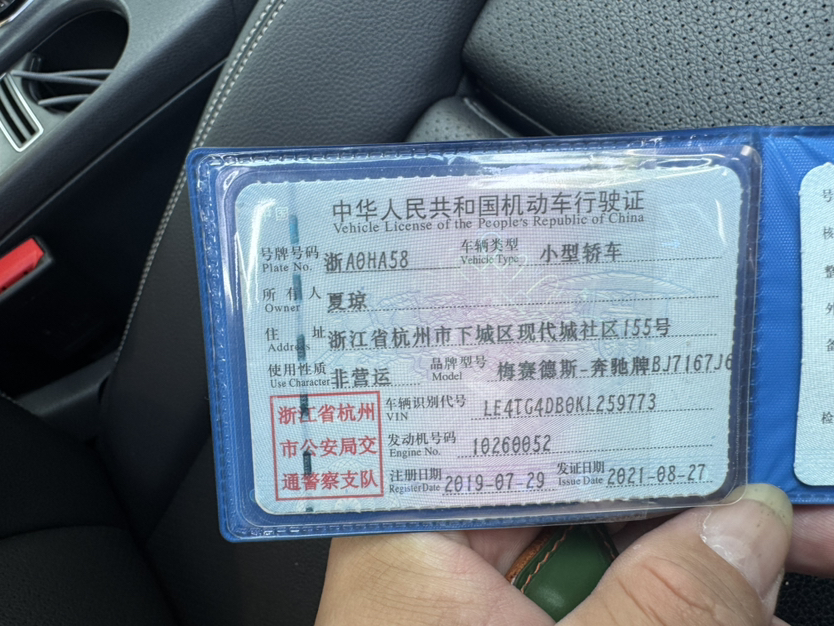 中华人民共和国机动车行驶证
Vehicle License of the People's Republic of China
号牌号码 浙A0HA58 车辆类型 小型轿车
Plate No. Vehicle Type
所有人 夏琼
Owner
住址 浙江省杭州市下城区现代城社区155号
Address
使用性质 非营运 品牌型号 梅赛德斯-奔驰牌BJ7167J6
Use Character Model
浙江省杭州 车辆识别代号 LE4TG4DB0KL259773
VIN
市公安局交 发动机号码 10260052
Engine No.
通警察支队 注册日期 2019-07-29 发证日期 2021-08-27
Register Date Issue Date
号
核
整
外
检